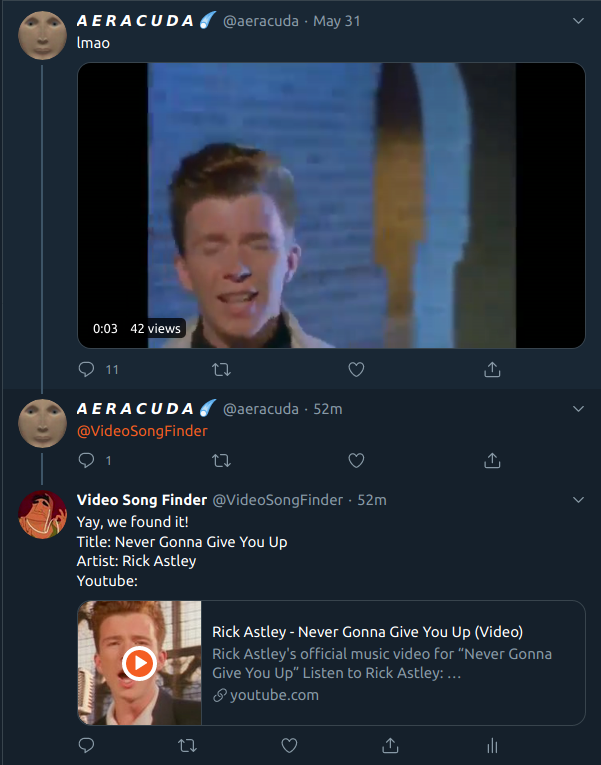 AERACUDA @aeracuda · May 31
lmao
0:03 42 views
11
AERACUDA @aeracuda · 52m
@VideoSongFinder
1
Video Song Finder @VideoSongFinder · 52m
Yay, we found it!
Title: Never Gonna Give You Up
Artist: Rick Astley
Youtube:
Rick Astley - Never Gonna Give You Up (Video)
Rick Astley's official music video for “Never Gonna
Give You Up” Listen to Rick Astley: …
youtube.com